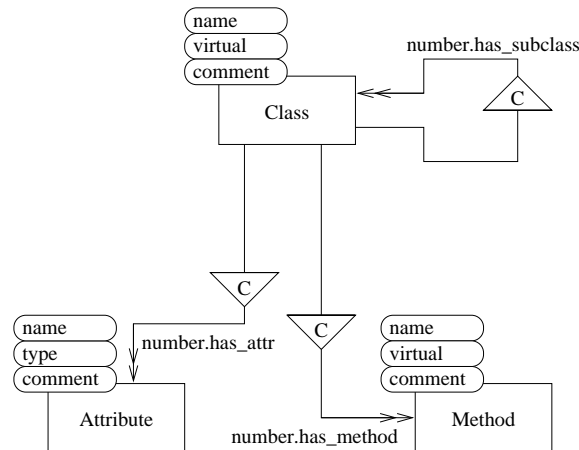 name
virtual
comment
Class
number.has_subclass
C
C
C
name
type
comment
number.has_attr
Attribute
name
virtual
comment
number.has_method
Method